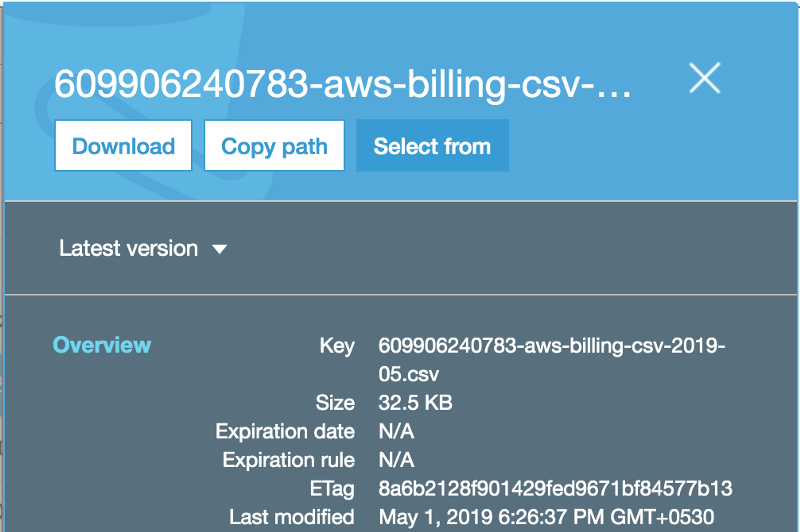 609906240783-aws-billing-csv-...
Download Copy path Select from
Latest version
Overview
Key 609906240783-aws-billing-csv-2019-
05.csv
Size 32.5 KB
Expiration date N/A
Expiration rule N/A
ETag 8a6b2128f901429fed9671bf84577b13
Last modified May 1, 2019 6:26:37 PM GMT+0530